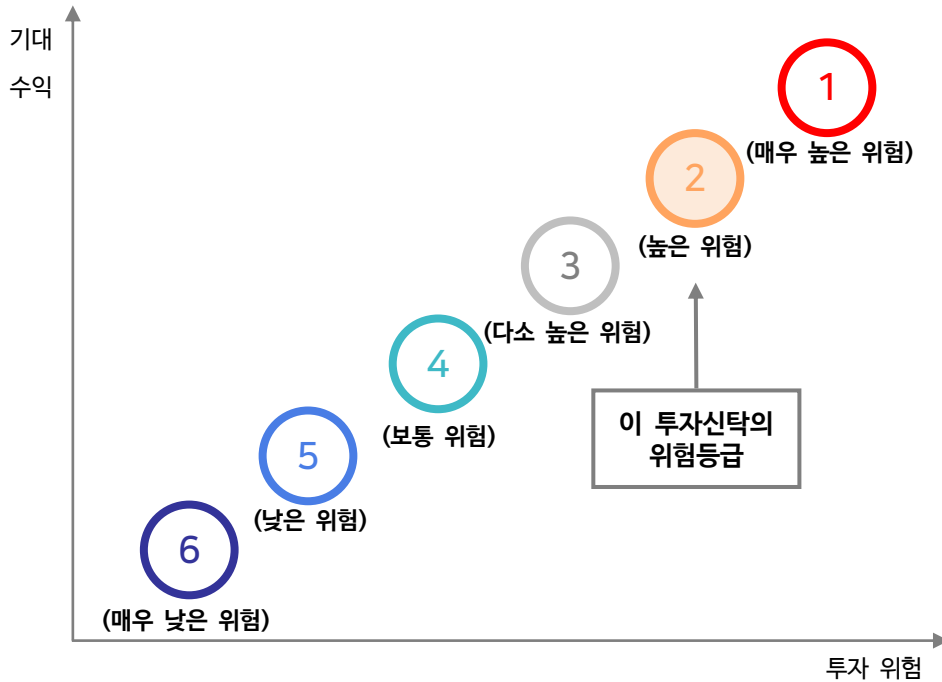 기대
수익
1
(매우 높은 위험)
2
(높은 위험)
3
(다소 높은 위험)
4
(보통 위험)
이 투자신탁의
위험등급
5
(낮은 위험)
6
(매우 낮은 위험)
투자 위험